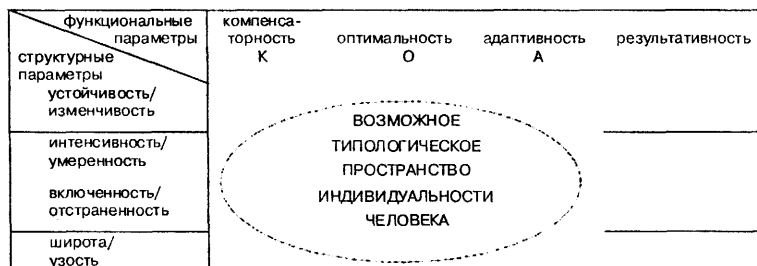 функциональные
параметры
структурные
параметры
компенса-
торность
К
оптимальность
О
адаптивность
А
результативность
устойчивость/
изменчивость
интенсивность/
умеренность
включенность/
отстраненность
широта/
узость
ВОЗМОЖНОЕ
ТИПОЛОГИЧЕСКОЕ
ПРОСТРАНСТВО
ИНДИВИДУАЛЬНОСТИ
ЧЕЛОВЕКА